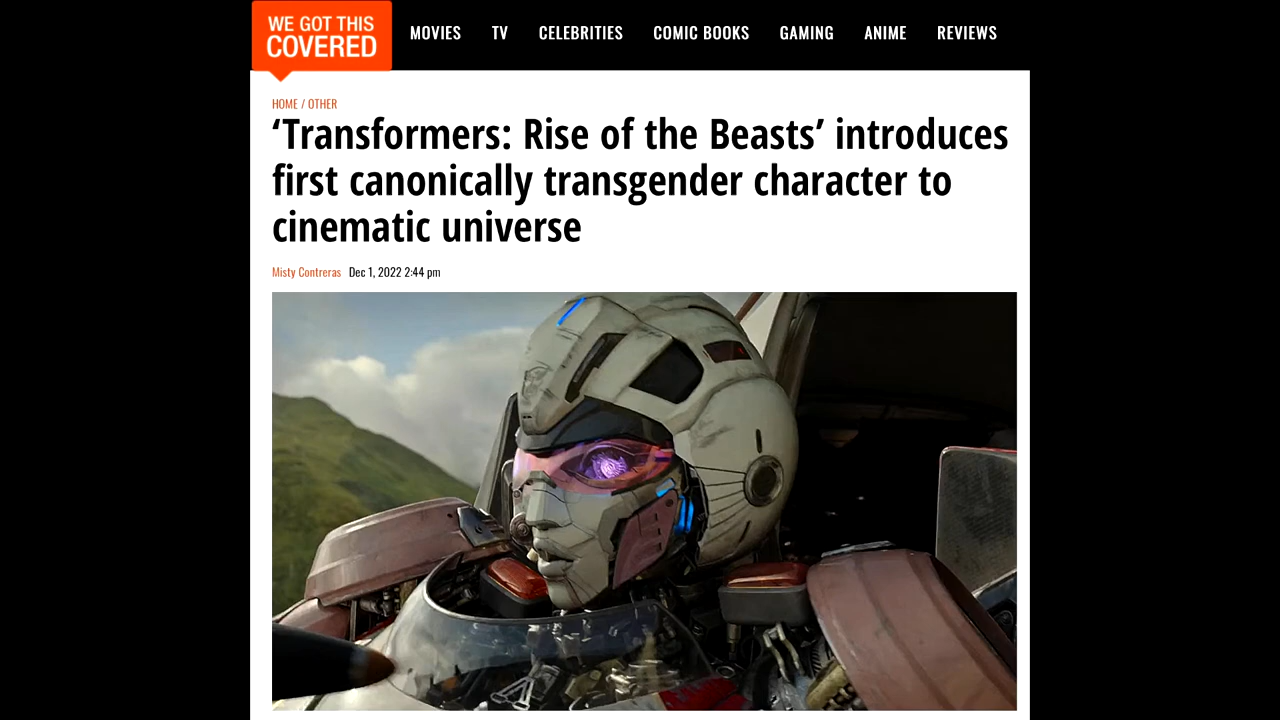 WE GOT THIS
COVERED
MOVIES TV CELEBRITIES COMIC BOOKS GAMING ANIME REVIEWS
HOME / OTHER
‘Transformers: Rise of the Beasts’ introduces
first canonically transgender character to
cinematic universe
Misty Contreras Dec 1, 2022 2:44 pm